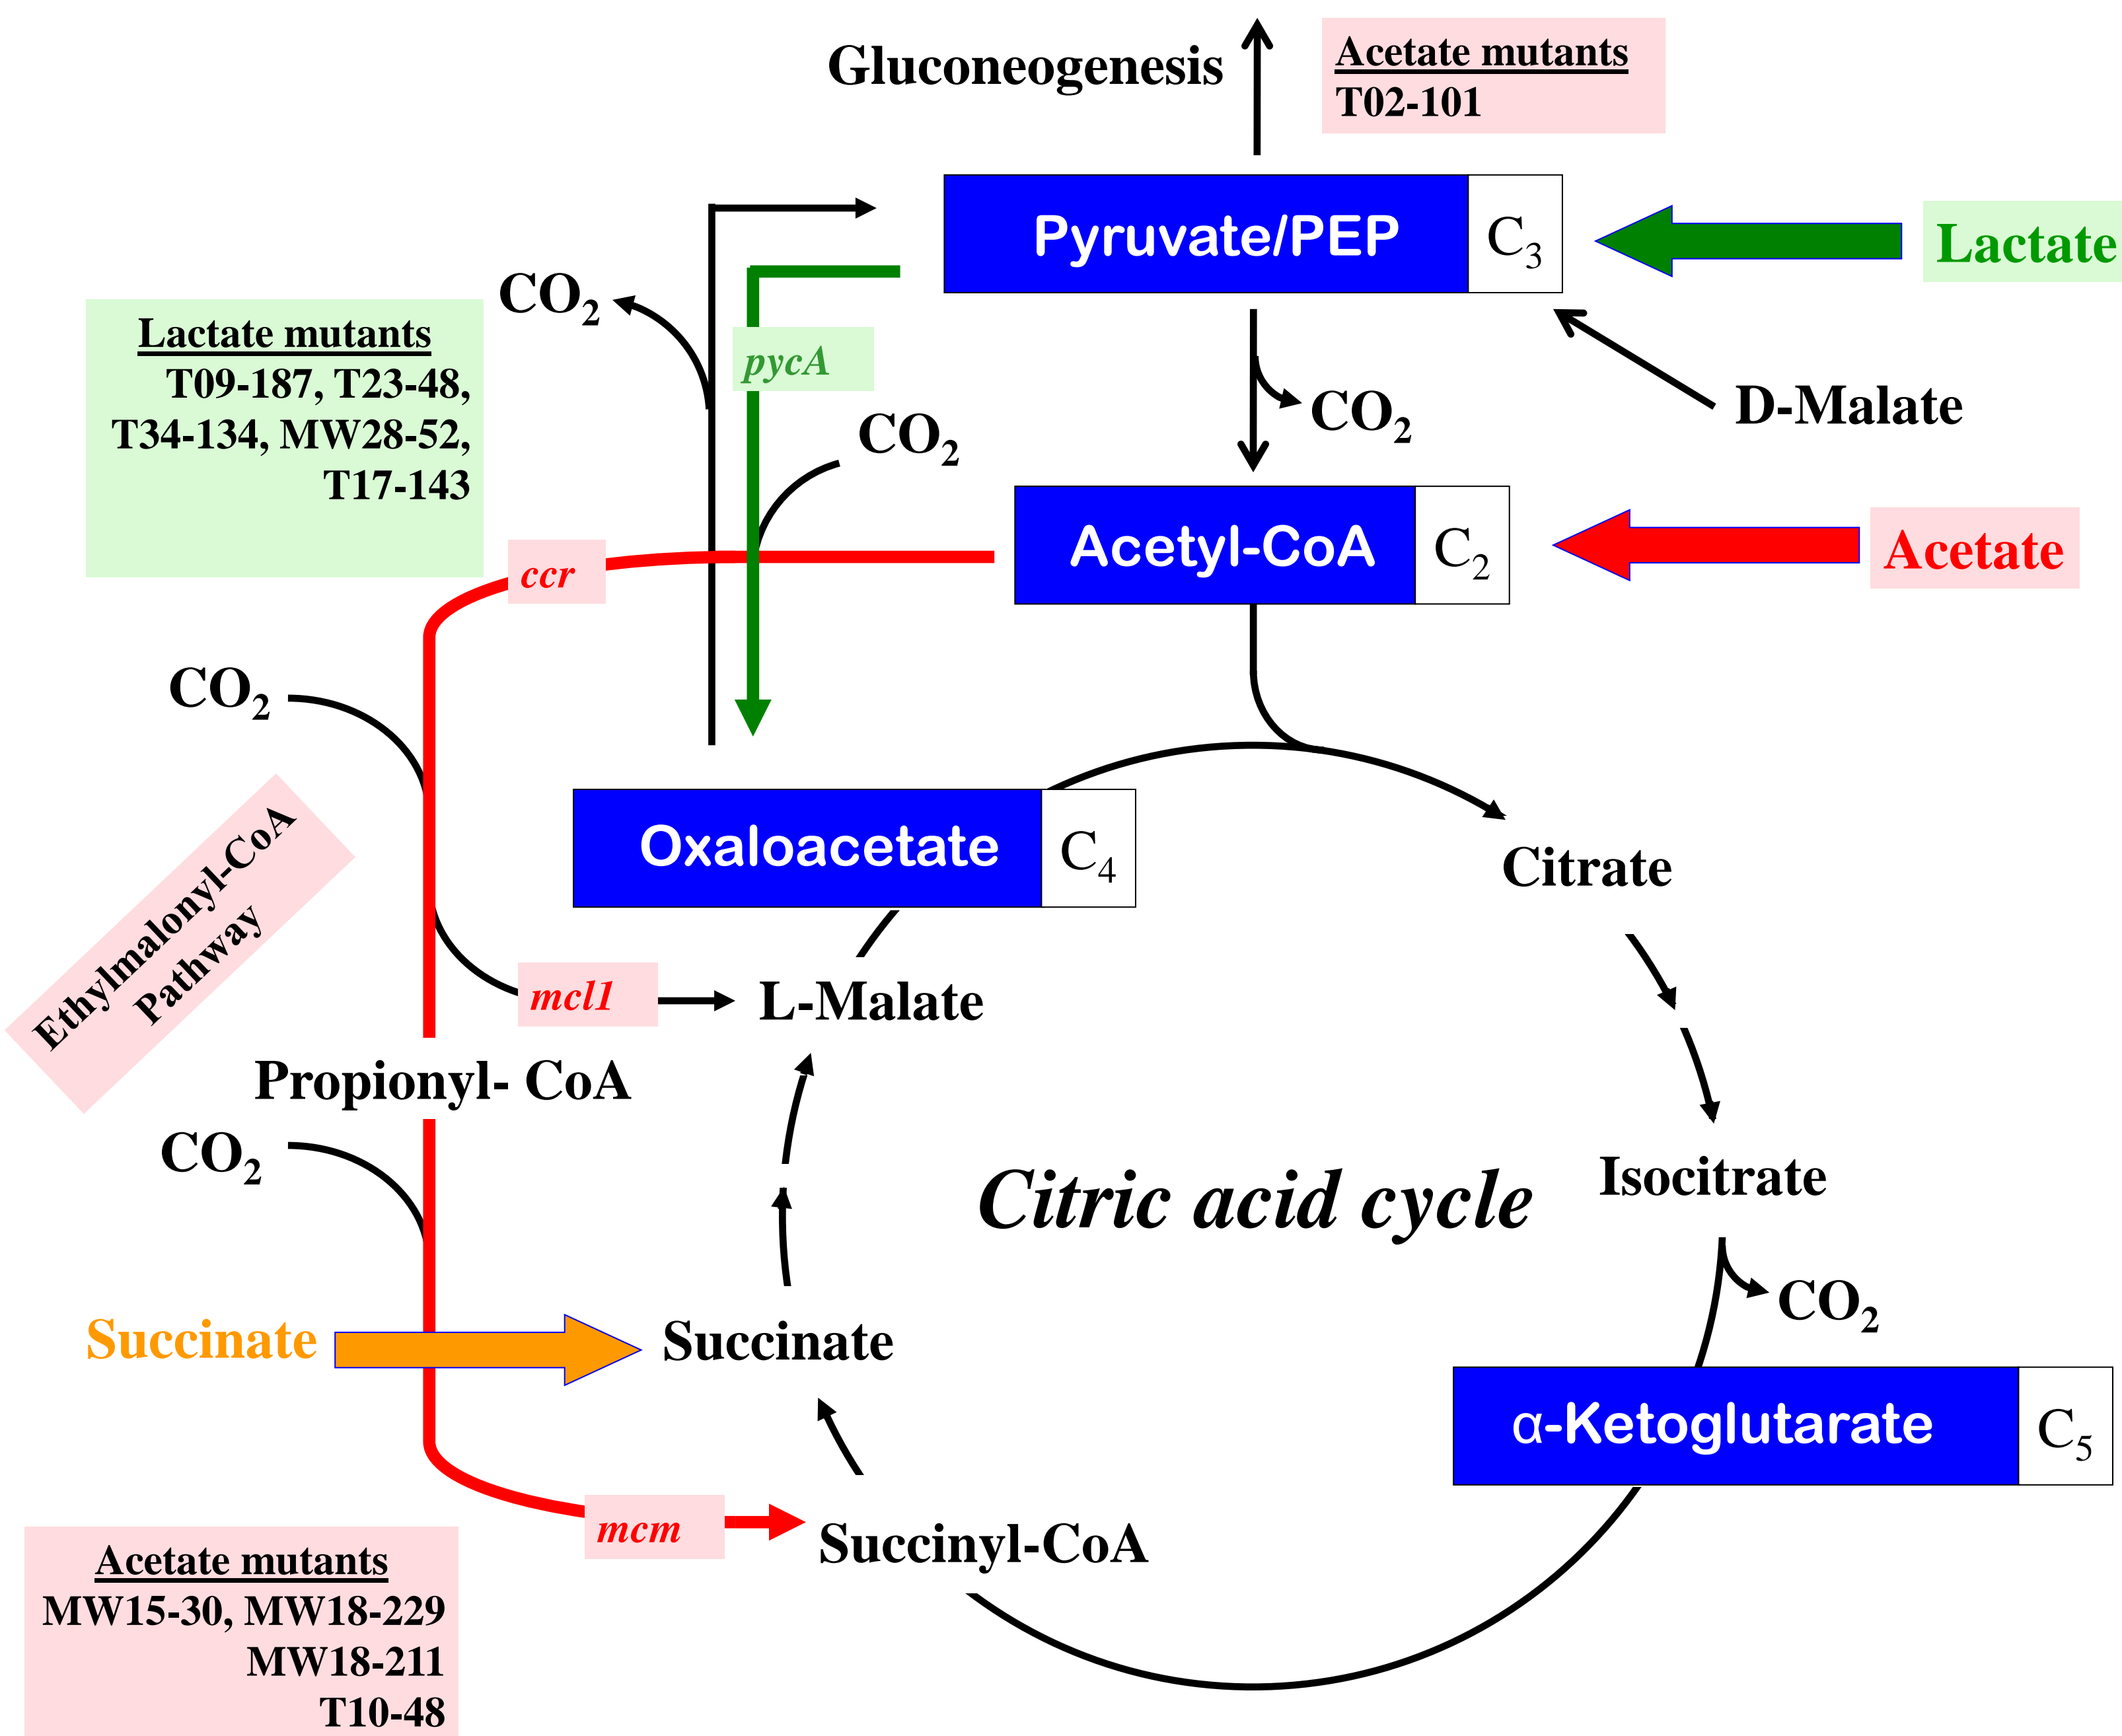 Gluconeogenesis
Acetate mutants
T02-101
Pyruvate/PEP
C3
Lactate
CO2
Lactate mutants
T09-187, T23-48,
T34-134, MW28-52,
T17-143
pycA
CO2
CO2
D-Malate
Acetyl-CoA
C2
Acetate
ccr
CO2
Ethylmalonyl-CoA
Pathway
Oxaloacetate
C4
Citrate
mcl1
L-Malate
Propionyl- CoA
CO2
Citric acid cycle
Isocitrate
CO2
Succinate
Succinate
α-Ketoglutarate
C5
mcm
Succinyl-CoA
Acetate mutants
MW15-30, MW18-229
MW18-211
T10-48